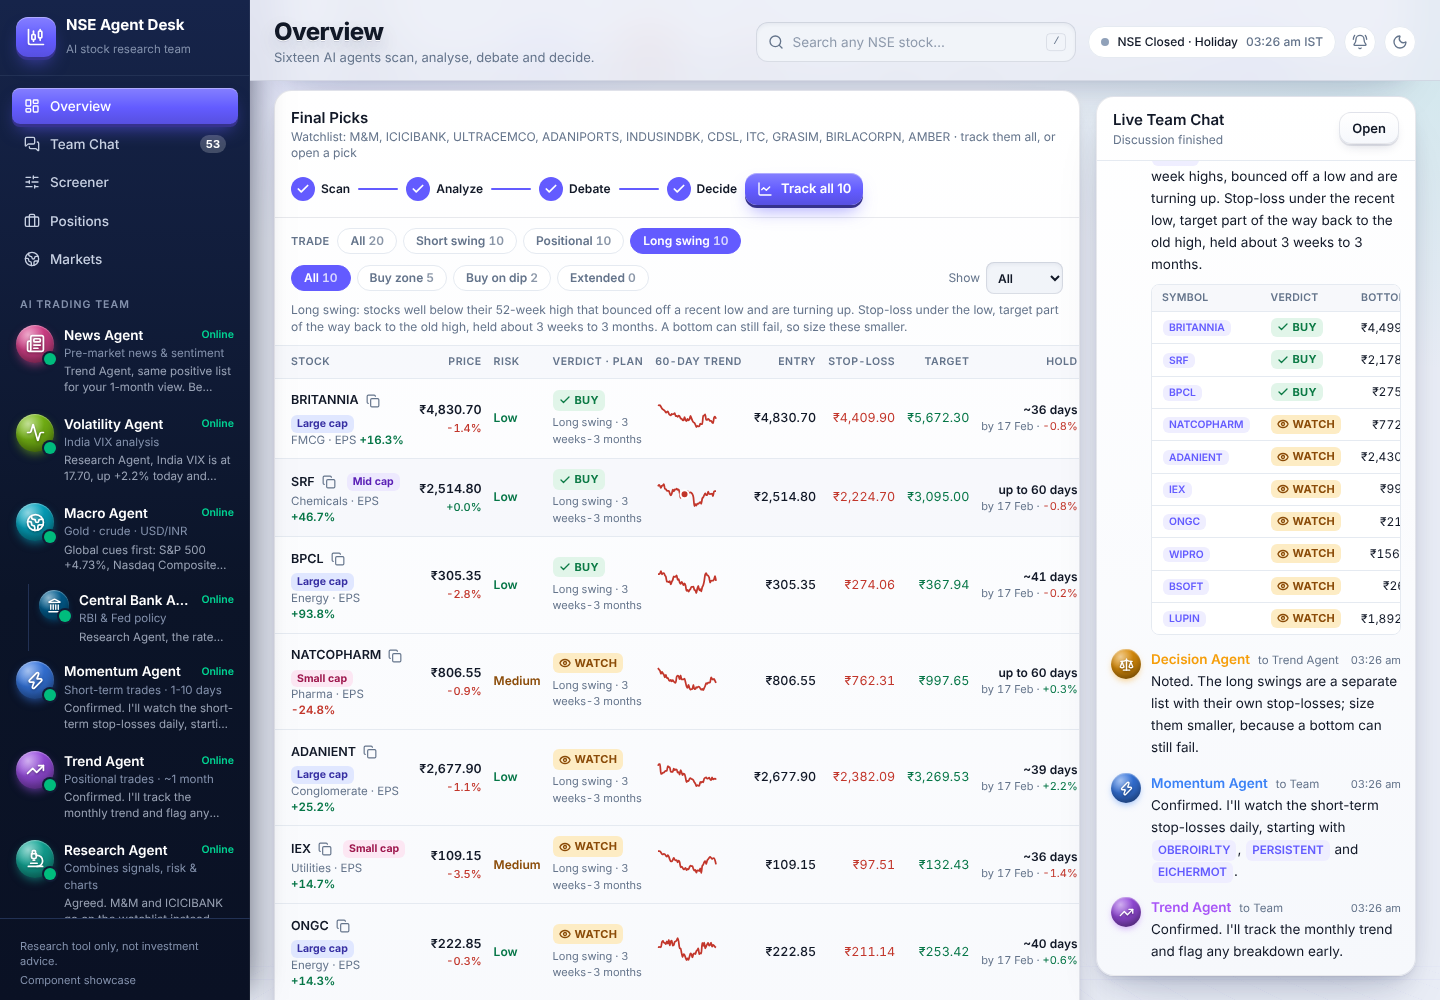 NSE Agent Desk
AI stock research team
Overview
Team Chat 53
Screener
Positions
Markets
AI TRADING TEAM
News Agent Online
Pre-market news & sentiment
Trend Agent, same positive list
for your 1-month view. Be...
Volatility Agent Online
India VIX analysis
Research Agent, India VIX is at
17.70, up +2.2% today and...
Macro Agent Online
Gold · crude · USD/INR
Global cues first: S&P 500
+4.73%, Nasdaq Composite...
Central Bank A... Online
RBI & Fed policy
Research Agent, the rate...
Momentum Agent Online
Short-term trades · 1-10 days
Confirmed. I'll watch the short-
term stop-losses daily, starti...
Trend Agent Online
Positional trades · ~1 month
Confirmed. I'll track the
monthly trend and flag any...
Research Agent Online
Combines signals, risk &
charts
Agreed. M&M and ICICIBANK
Research tool only, not investment
advice.
Component showcase
Overview
Sixteen AI agents scan, analyse, debate and decide.
Search any NSE stock... /
NSE Closed · Holiday 03:26 am IST
Final Picks
Watchlist: M&M, ICICIBANK, ULTRACEMCO, ADANIPORTS, INDUSINDBK, CDSL, ITC, GRASIM, BIRLACORPN, AMBER · track them all, or
open a pick
Scan Analyze Debate Decide Track all 10
TRADE All 20 Short swing 10 Positional 10 Long swing 10
All 10 Buy zone 5 Buy on dip 2 Extended 0 Show All
Long swing: stocks well below their 52-week high that bounced off a recent low and are turning up. Stop-loss under the low, target part
of the way back to the old high, held about 3 weeks to 3 months. A bottom can still fail, so size these smaller.
STOCK PRICE RISK VERDICT · PLAN 60-DAY TREND ENTRY STOP-LOSS TARGET HOLD
BRITANNIA
Large cap
FMCG · EPS +16.3%
₹4,830.70
-1.4%
Low
BUY
Long swing · 3
weeks-3 months
₹4,830.70 ₹4,409.90 ₹5,672.30
~36 days
by 17 Feb · -0.8%
SRF Mid cap
Chemicals · EPS
+46.7%
₹2,514.80
+0.0%
Low
BUY
Long swing · 3
weeks-3 months
₹2,514.80 ₹2,224.70 ₹3,095.00
up to 60 days
by 17 Feb · -0.8%
BPCL
Large cap
Energy · EPS
+93.8%
₹305.35
-2.8%
Low
BUY
Long swing · 3
weeks-3 months
₹305.35 ₹274.06 ₹367.94
~41 days
by 17 Feb · -0.2%
NATCOPHARM
Small cap
Pharma · EPS
-24.8%
₹806.55
-0.9%
Medium
WATCH
Long swing · 3
weeks-3 months
₹806.55 ₹762.31 ₹997.65
up to 60 days
by 17 Feb · +0.3%
ADANIENT
Large cap
Conglomerate · EPS
+25.2%
₹2,677.90
-1.1%
Low
WATCH
Long swing · 3
weeks-3 months
₹2,677.90 ₹2,382.09 ₹3,269.53
~39 days
by 17 Feb · +2.2%
IEX Small cap
Utilities · EPS
+14.7%
₹109.15
-3.5%
Medium
WATCH
Long swing · 3
weeks-3 months
₹109.15 ₹97.51 ₹132.43
~36 days
by 17 Feb · -1.4%
ONGC
Large cap
Energy · EPS
+14.3%
₹222.85
-0.3%
Low
WATCH
Long swing · 3
weeks-3 months
₹222.85 ₹211.14 ₹253.42
~40 days
by 17 Feb · +0.6%
Live Team Chat
Discussion finished
Open
week highs, bounced off a low and are
turning up. Stop-loss under the recent
low, target part of the way back to the
old high, held about 3 weeks to 3
months.
SYMBOL VERDICT BOTTO
BRITANNIA BUY ₹4,499
SRF BUY ₹2,178
BPCL BUY ₹275
NATCOPHARM WATCH ₹772
ADANIENT WATCH ₹2,430
IEX WATCH ₹99
ONGC WATCH ₹21
WIPRO WATCH ₹156
BSOFT WATCH ₹26
LUPIN WATCH ₹1,892
Decision Agent to Trend Agent 03:26 am
Noted. The long swings are a separate
list with their own stop-losses; size
them smaller, because a bottom can
still fail.
Momentum Agent to Team 03:26 am
Confirmed. I'll watch the short-term
stop-losses daily, starting with
OBEROIRLTY , PERSISTENT and
EICHERMOT .
Trend Agent to Team 03:26 am
Confirmed. I'll track the monthly trend
and flag any breakdown early.